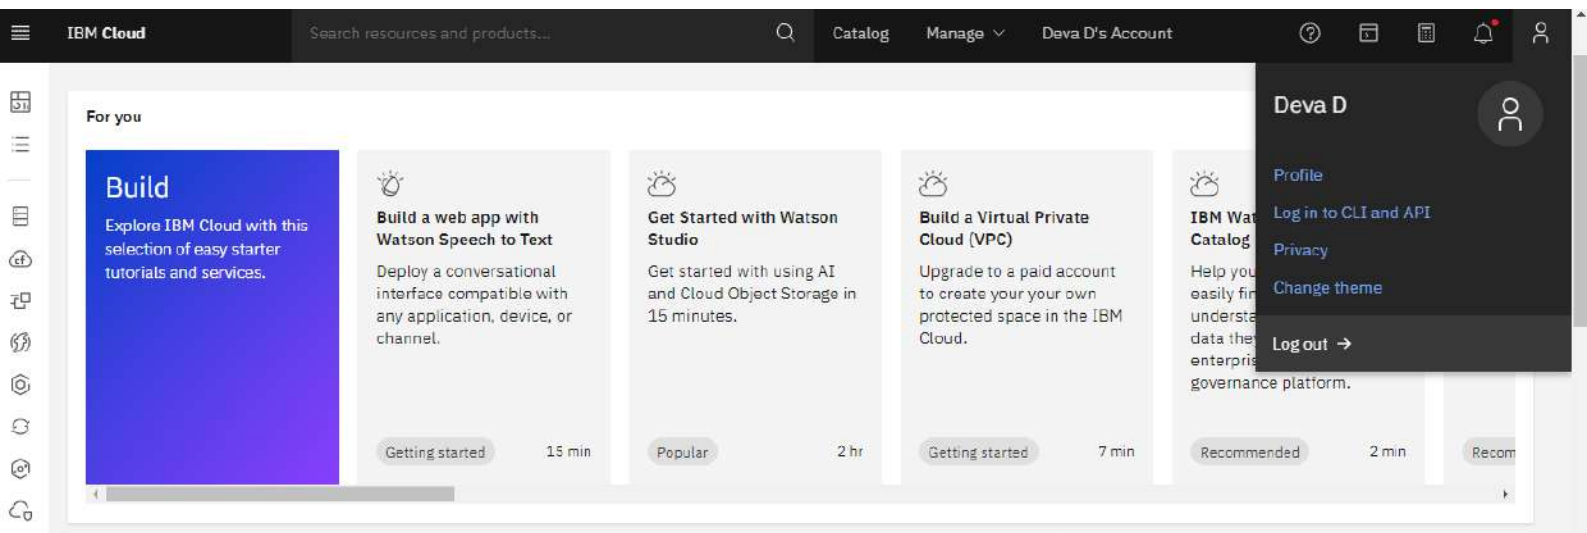 IBM Cloud
Search resources and products...
Catalog
Manage
Deva D's Account
For you
Build
Explore IBM Cloud with this
selection of easy starter
tutorials and services.
Build a web app with
Watson Speech to Text
Deploy a conversational
interface compatible with
any application, device, or
channel.
Getting started
15 min
Get Started with Watson
Studio
Get started with using AI
and Cloud Object Storage in
15 minutes.
Popular
2 hr
Build a Virtual Private
Cloud (VPC)
Upgrade to a paid account
to create your your own
protected space in the IBM
Cloud.
Getting started
7 min
IBM Wat
Catalog
Help you
easily fin
understa
data the
enterpris
governance platform.
Recommended
2 min
Recom
Deva D
Profile
Log in to CLI and API
Privacy
Change theme
Log out →